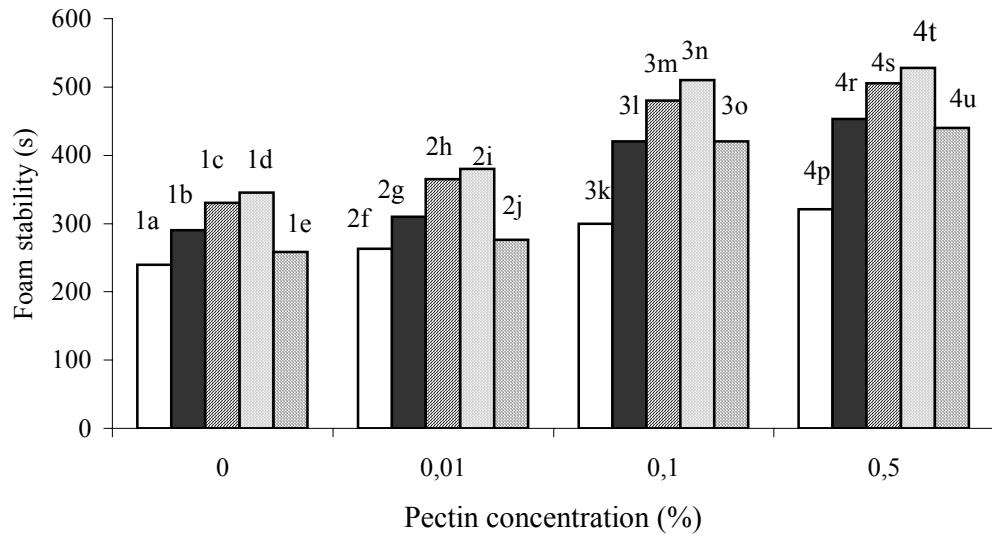 600
500
400
300
200
100
0
Foam stability (s)
1a
1b
1c
1d
1e
2f
2g
2h
2i
2j
3k
3l
3m
3n
3o
4p
4r
4s
4t
4u
0
0,01
0,1
0,5
Pectin concentration (%)